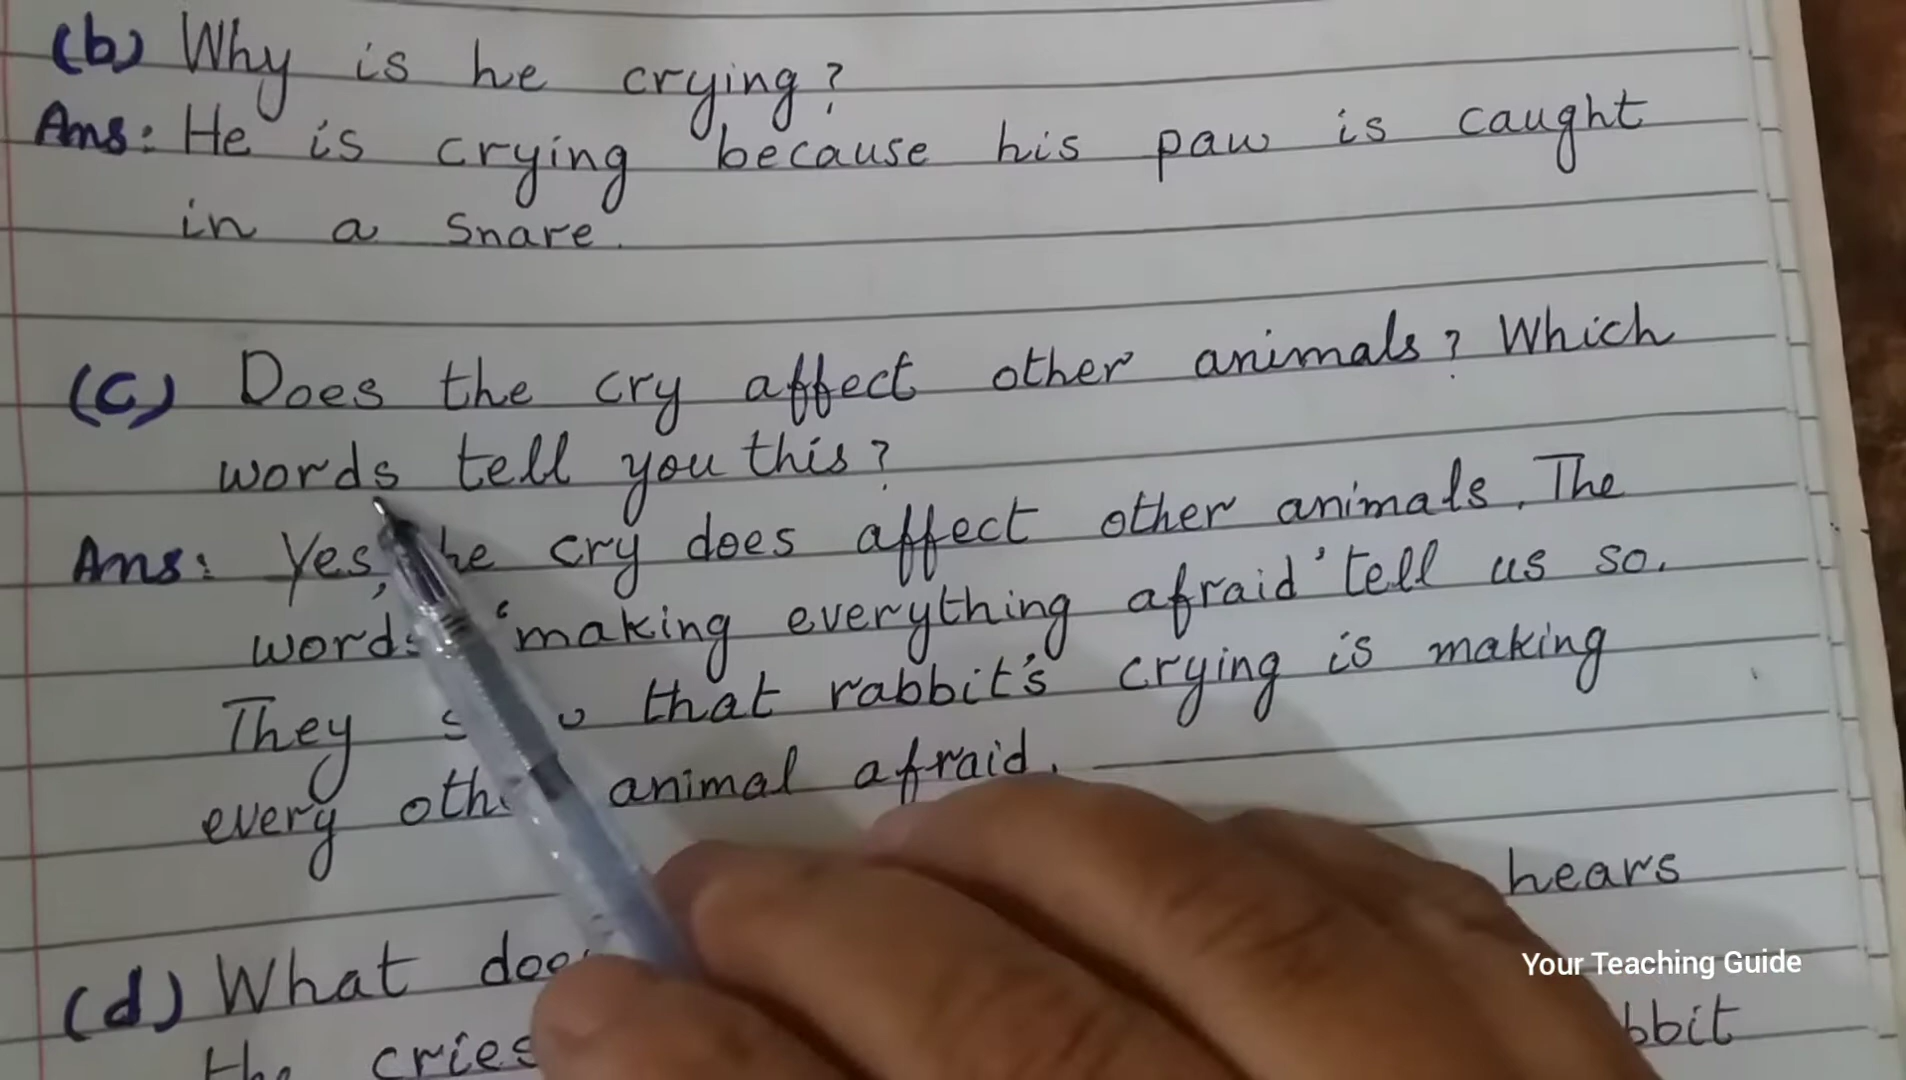 (b) Why is he crying?
Ans: He is crying because his paw is caught
in a snare.
(c) Does the cry affect other animals? Which
words tell you this?
Ans: Yes, he cry does affect other animals. The
words 'making everything afraid' tell us so.
They that rabbit's crying is making
every animal afraid.
hears
(d) What
Your Teaching Guide
the cries